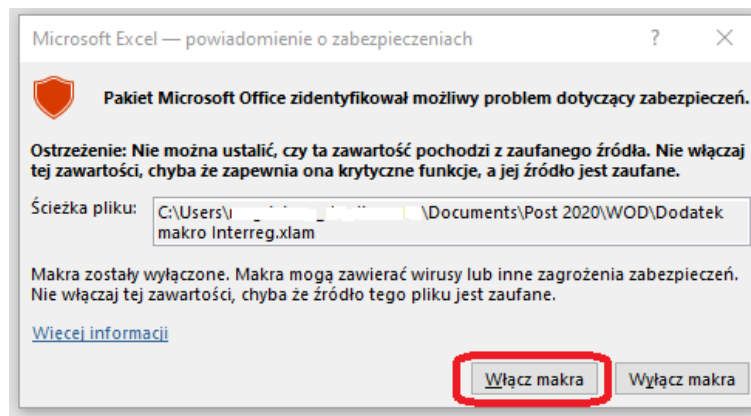 Microsoft Excel — powiadomienie o zabezpieczeniach ? ✕
Pakiet Microsoft Office zidentyfikował możliwy problem dotyczący zabezpieczeń.
Ostrzeżenie: Nie można ustalić, czy ta zawartość pochodzi z zaufanego źródła. Nie włączaj
tej zawartości, chyba że zapewnia ona krytyczne funkcje, a jej źródło jest zaufane.
Ścieżka pliku: C:\Users\ \Documents\Post 2020\WOD\Dodatek
makro Interreg.xlam
Makra zostały wyłączone. Makra mogą zawierać wirusy lub inne zagrożenia zabezpieczeń.
Nie włączaj tej zawartości, chyba że źródło tego pliku jest zaufane.
Więcej informacji
Włącz makra Wyłącz makra